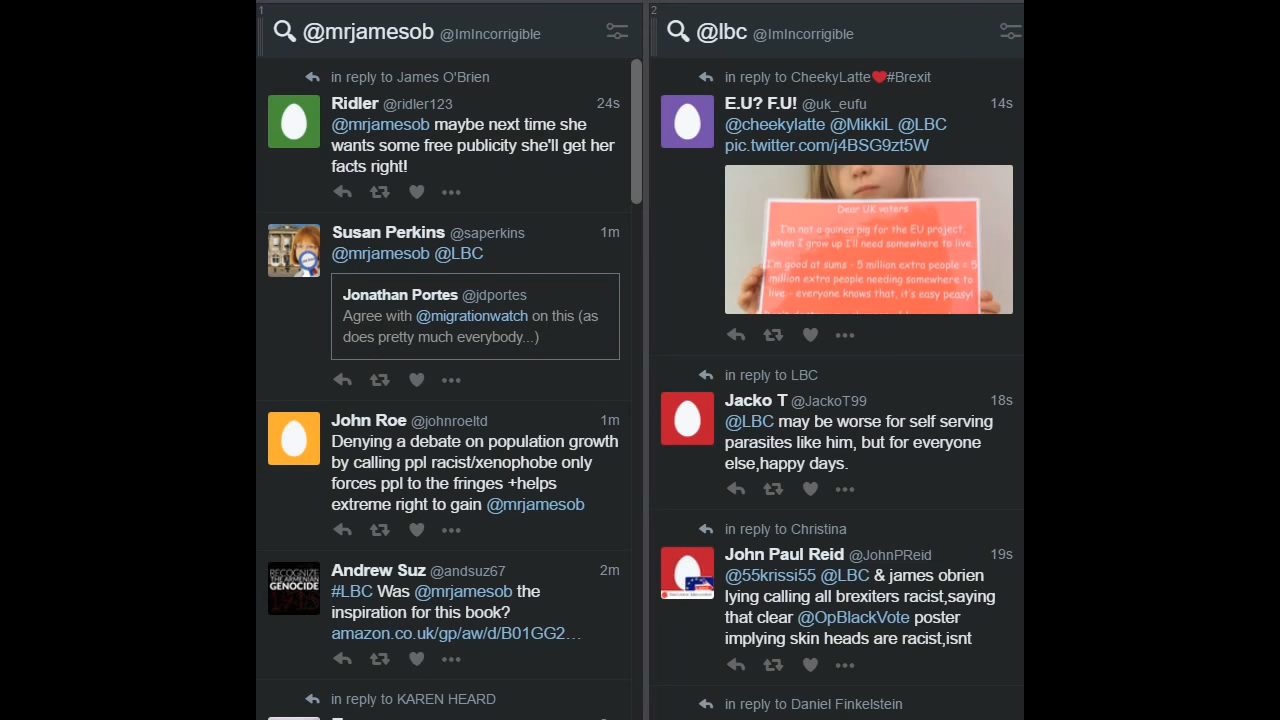 1
@mrjamesob @ImIncorrigible
in reply to James O'Brien
Ridler @ridler123 24s
@mrjamesob maybe next time she
wants some free publicity she'll get her
facts right!
Susan Perkins @saperkins 1m
@mrjamesob @LBC
Jonathan Portes @jdportes
Agree with @migrationwatch on this (as
does pretty much everybody...)
John Roe @johnroeltd 1m
Denying a debate on population growth
by calling ppl racist/xenophobe only
forces ppl to the fringes +helps
extreme right to gain @mrjamesob
RECOGNIZE
THE ARMENIAN
GENOCIDE
1915
Andrew Suz @andsuz67 2m
#LBC Was @mrjamesob the
inspiration for this book?
amazon.co.uk/gp/aw/d/B01GG2…
in reply to KAREN HEARD
2
@lbc @ImIncorrigible
in reply to CheekyLatte❤#Brexit
E.U? F.U! @uk_eufu 14s
@cheekylatte @MikkiL @LBC
pic.twitter.com/j4BSG9zt5W
Dear UK voters
I'm not a guinea pig for the EU project,
when I grow up I'll need somewhere to live.
I'm good at sums - 5 million extra people = 5
million extra people needing somewhere to
live - everyone knows that, it's easy peasy!
in reply to LBC
Jacko T @JackoT99 18s
@LBC may be worse for self serving
parasites like him, but for everyone
else,happy days.
in reply to Christina
John Paul Reid @JohnPReid 19s
@55krissi55 @LBC & james obrien
lying calling all brexiters racist,saying
that clear @OpBlackVote poster
implying skin heads are racist,isnt
in reply to Daniel Finkelstein